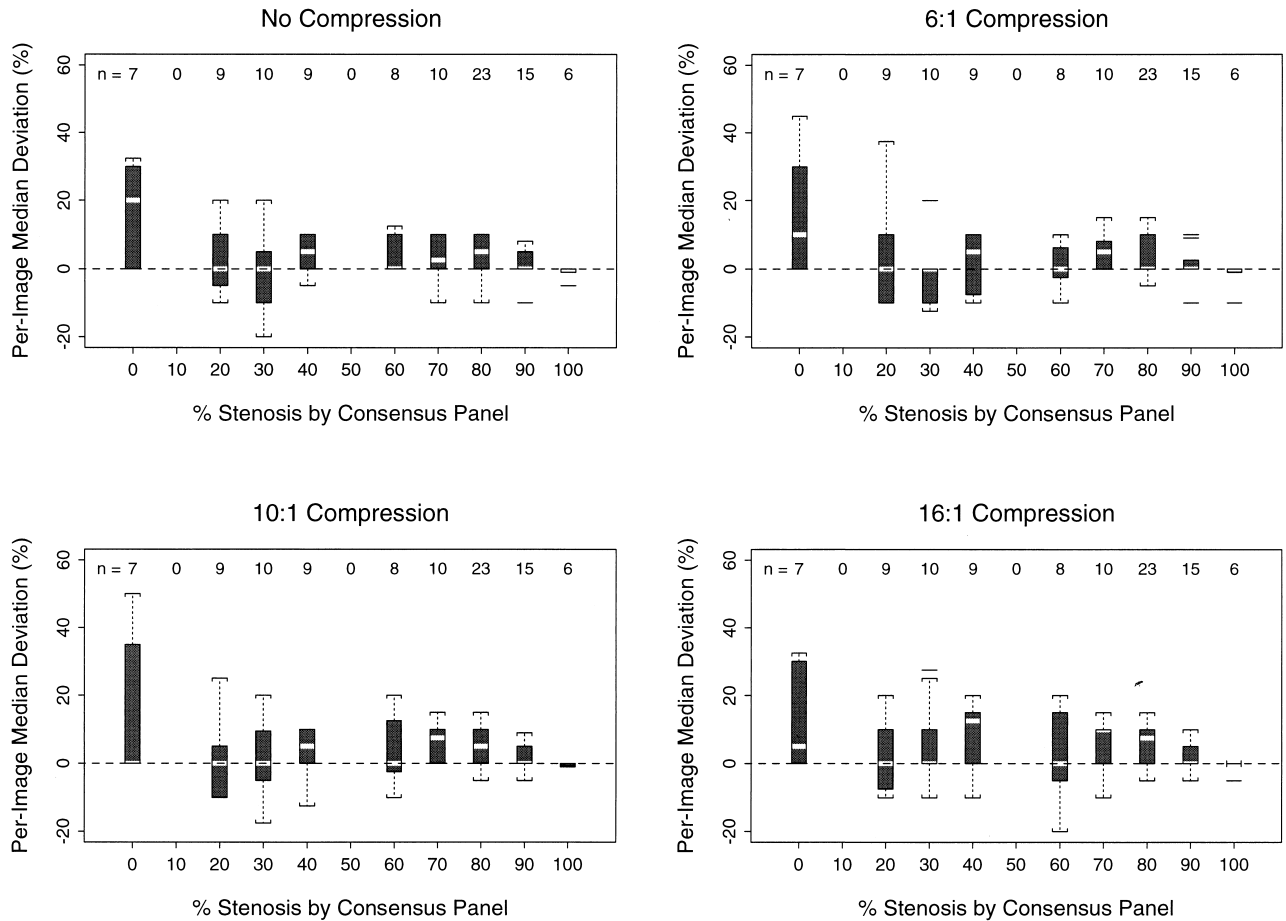 No Compression
Per-Image Median Deviation (%)
60
40
20
0
-20
n = 7 0 9 10 9 0 8 10 23 15 6
0 10 20 30 40 50 60 70 80 90 100
% Stenosis by Consensus Panel
6:1 Compression
Per-Image Median Deviation (%)
60
40
20
0
-20
n = 7 0 9 10 9 0 8 10 23 15 6
0 10 20 30 40 50 60 70 80 90 100
% Stenosis by Consensus Panel
10:1 Compression
Per-Image Median Deviation (%)
60
40
20
0
-20
n = 7 0 9 10 9 0 8 10 23 15 6
0 10 20 30 40 50 60 70 80 90 100
% Stenosis by Consensus Panel
16:1 Compression
Per-Image Median Deviation (%)
60
40
20
0
-20
n = 7 0 9 10 9 0 8 10 23 15 6
0 10 20 30 40 50 60 70 80 90 100
% Stenosis by Consensus Panel